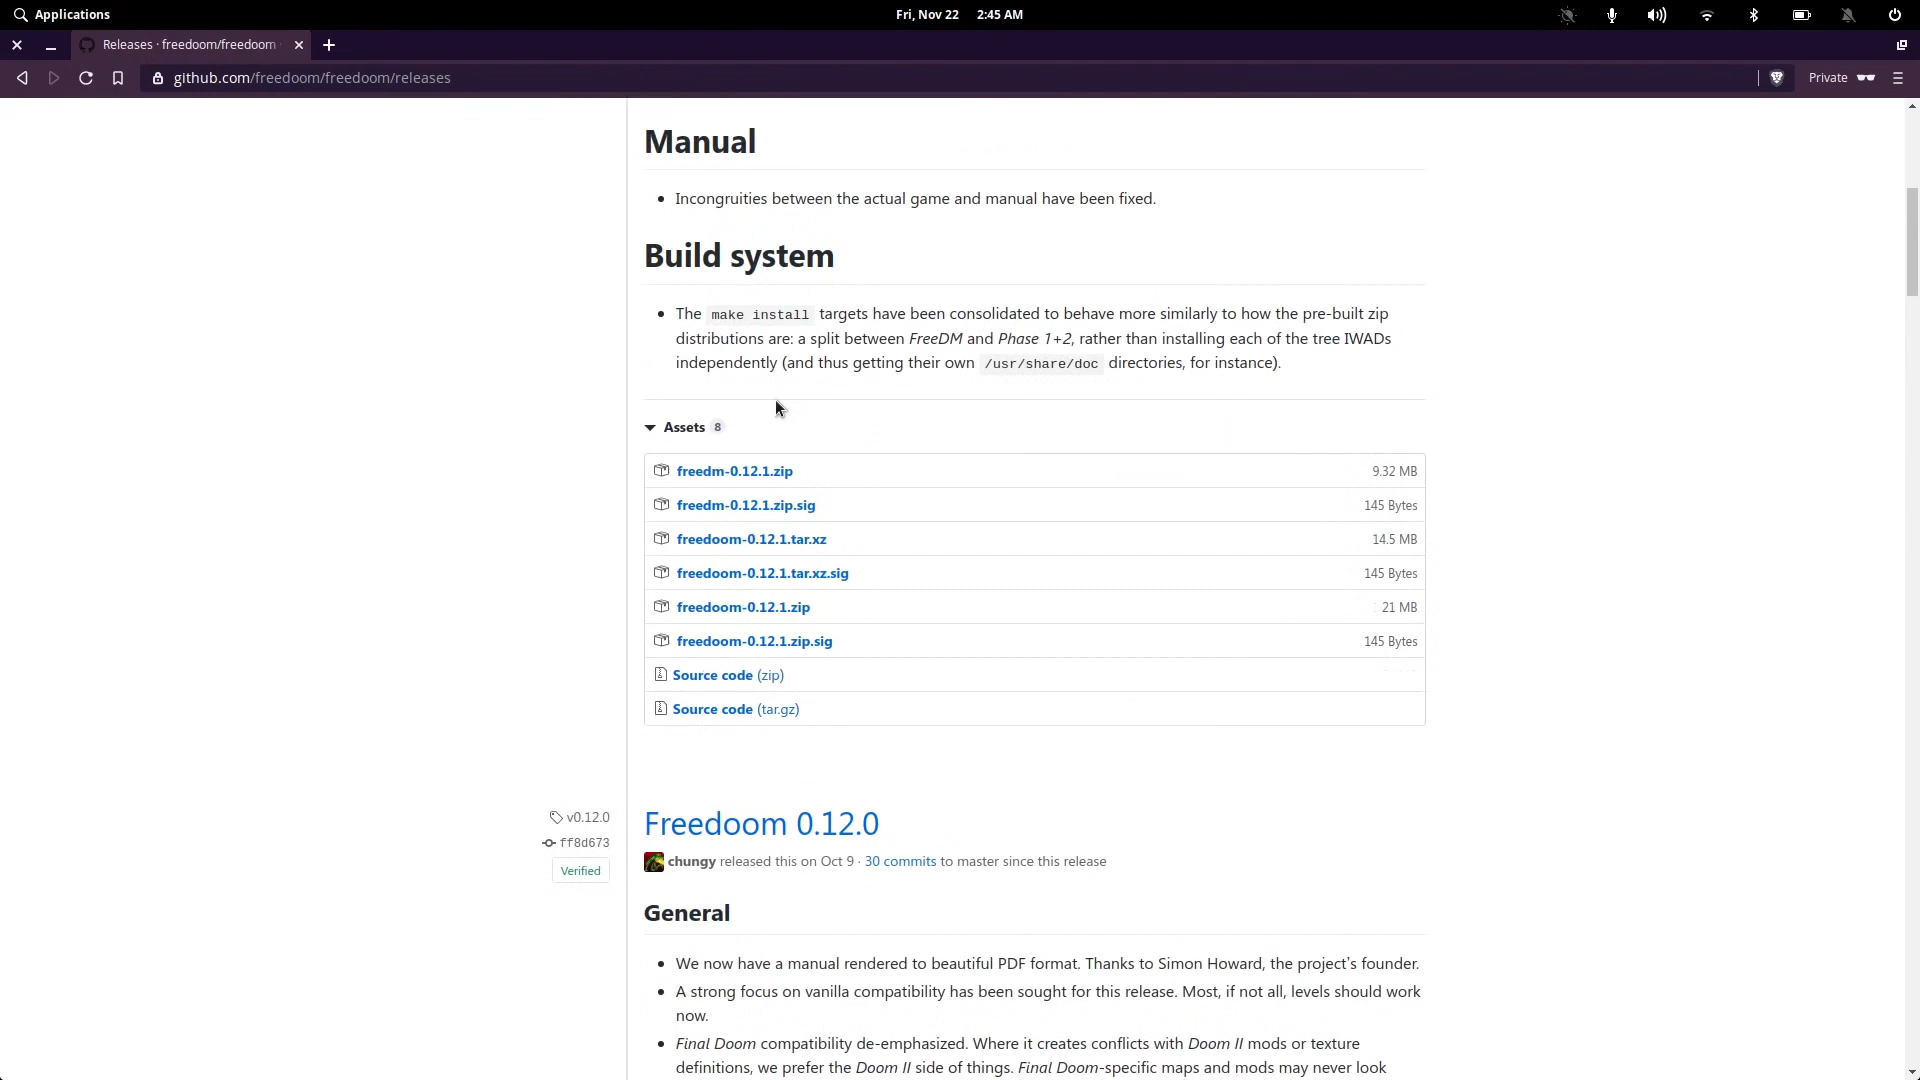 Applications
Fri, Nov 22 2:45 AM
Releases · freedoom/freedoom
github.com/freedoom/freedoom/releases
Private
Manual
Incongruities between the actual game and manual have been fixed.
Build system
The make install targets have been consolidated to behave more similarly to how the pre-built zip
distributions are: a split between FreeDM and Phase 1+2, rather than installing each of the tree IWADs
independently (and thus getting their own /usr/share/doc directories, for instance).
Assets 8
freedm-0.12.1.zip 9.32 MB
freedm-0.12.1.zip.sig 145 Bytes
freedoom-0.12.1.tar.xz 14.5 MB
freedoom-0.12.1.tar.xz.sig 145 Bytes
freedoom-0.12.1.zip 21 MB
freedoom-0.12.1.zip.sig 145 Bytes
Source code (zip)
Source code (tar.gz)
v0.12.0
ff8d673
Verified
Freedoom 0.12.0
chungy released this on Oct 9 · 30 commits to master since this release
General
We now have a manual rendered to beautiful PDF format. Thanks to Simon Howard, the project's founder.
A strong focus on vanilla compatibility has been sought for this release. Most, if not all, levels should work
now.
Final Doom compatibility de-emphasized. Where it creates conflicts with Doom II mods or texture
definitions, we prefer the Doom II side of things. Final Doom-specific maps and mods may never look